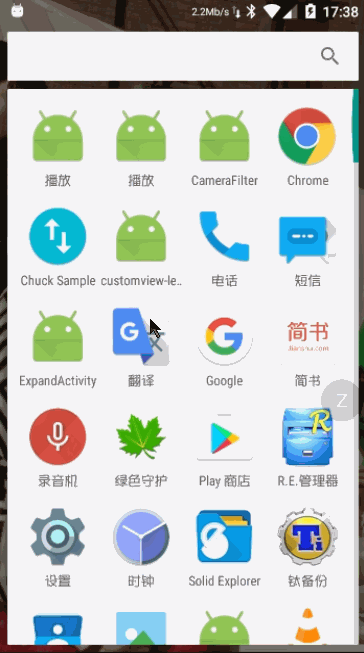 2.2Mb/s 17:38
播放 播放 CameraFilter Chrome
Chuck Sample customview-le.. 电话 短信
G
简书
Jianshu.com
ExpandActivity 翻译 Google 简书
Z
R
录音机 绿色守护 Play 商店 R.E.管理器
S
设置 时钟 Solid Explorer 钛备份